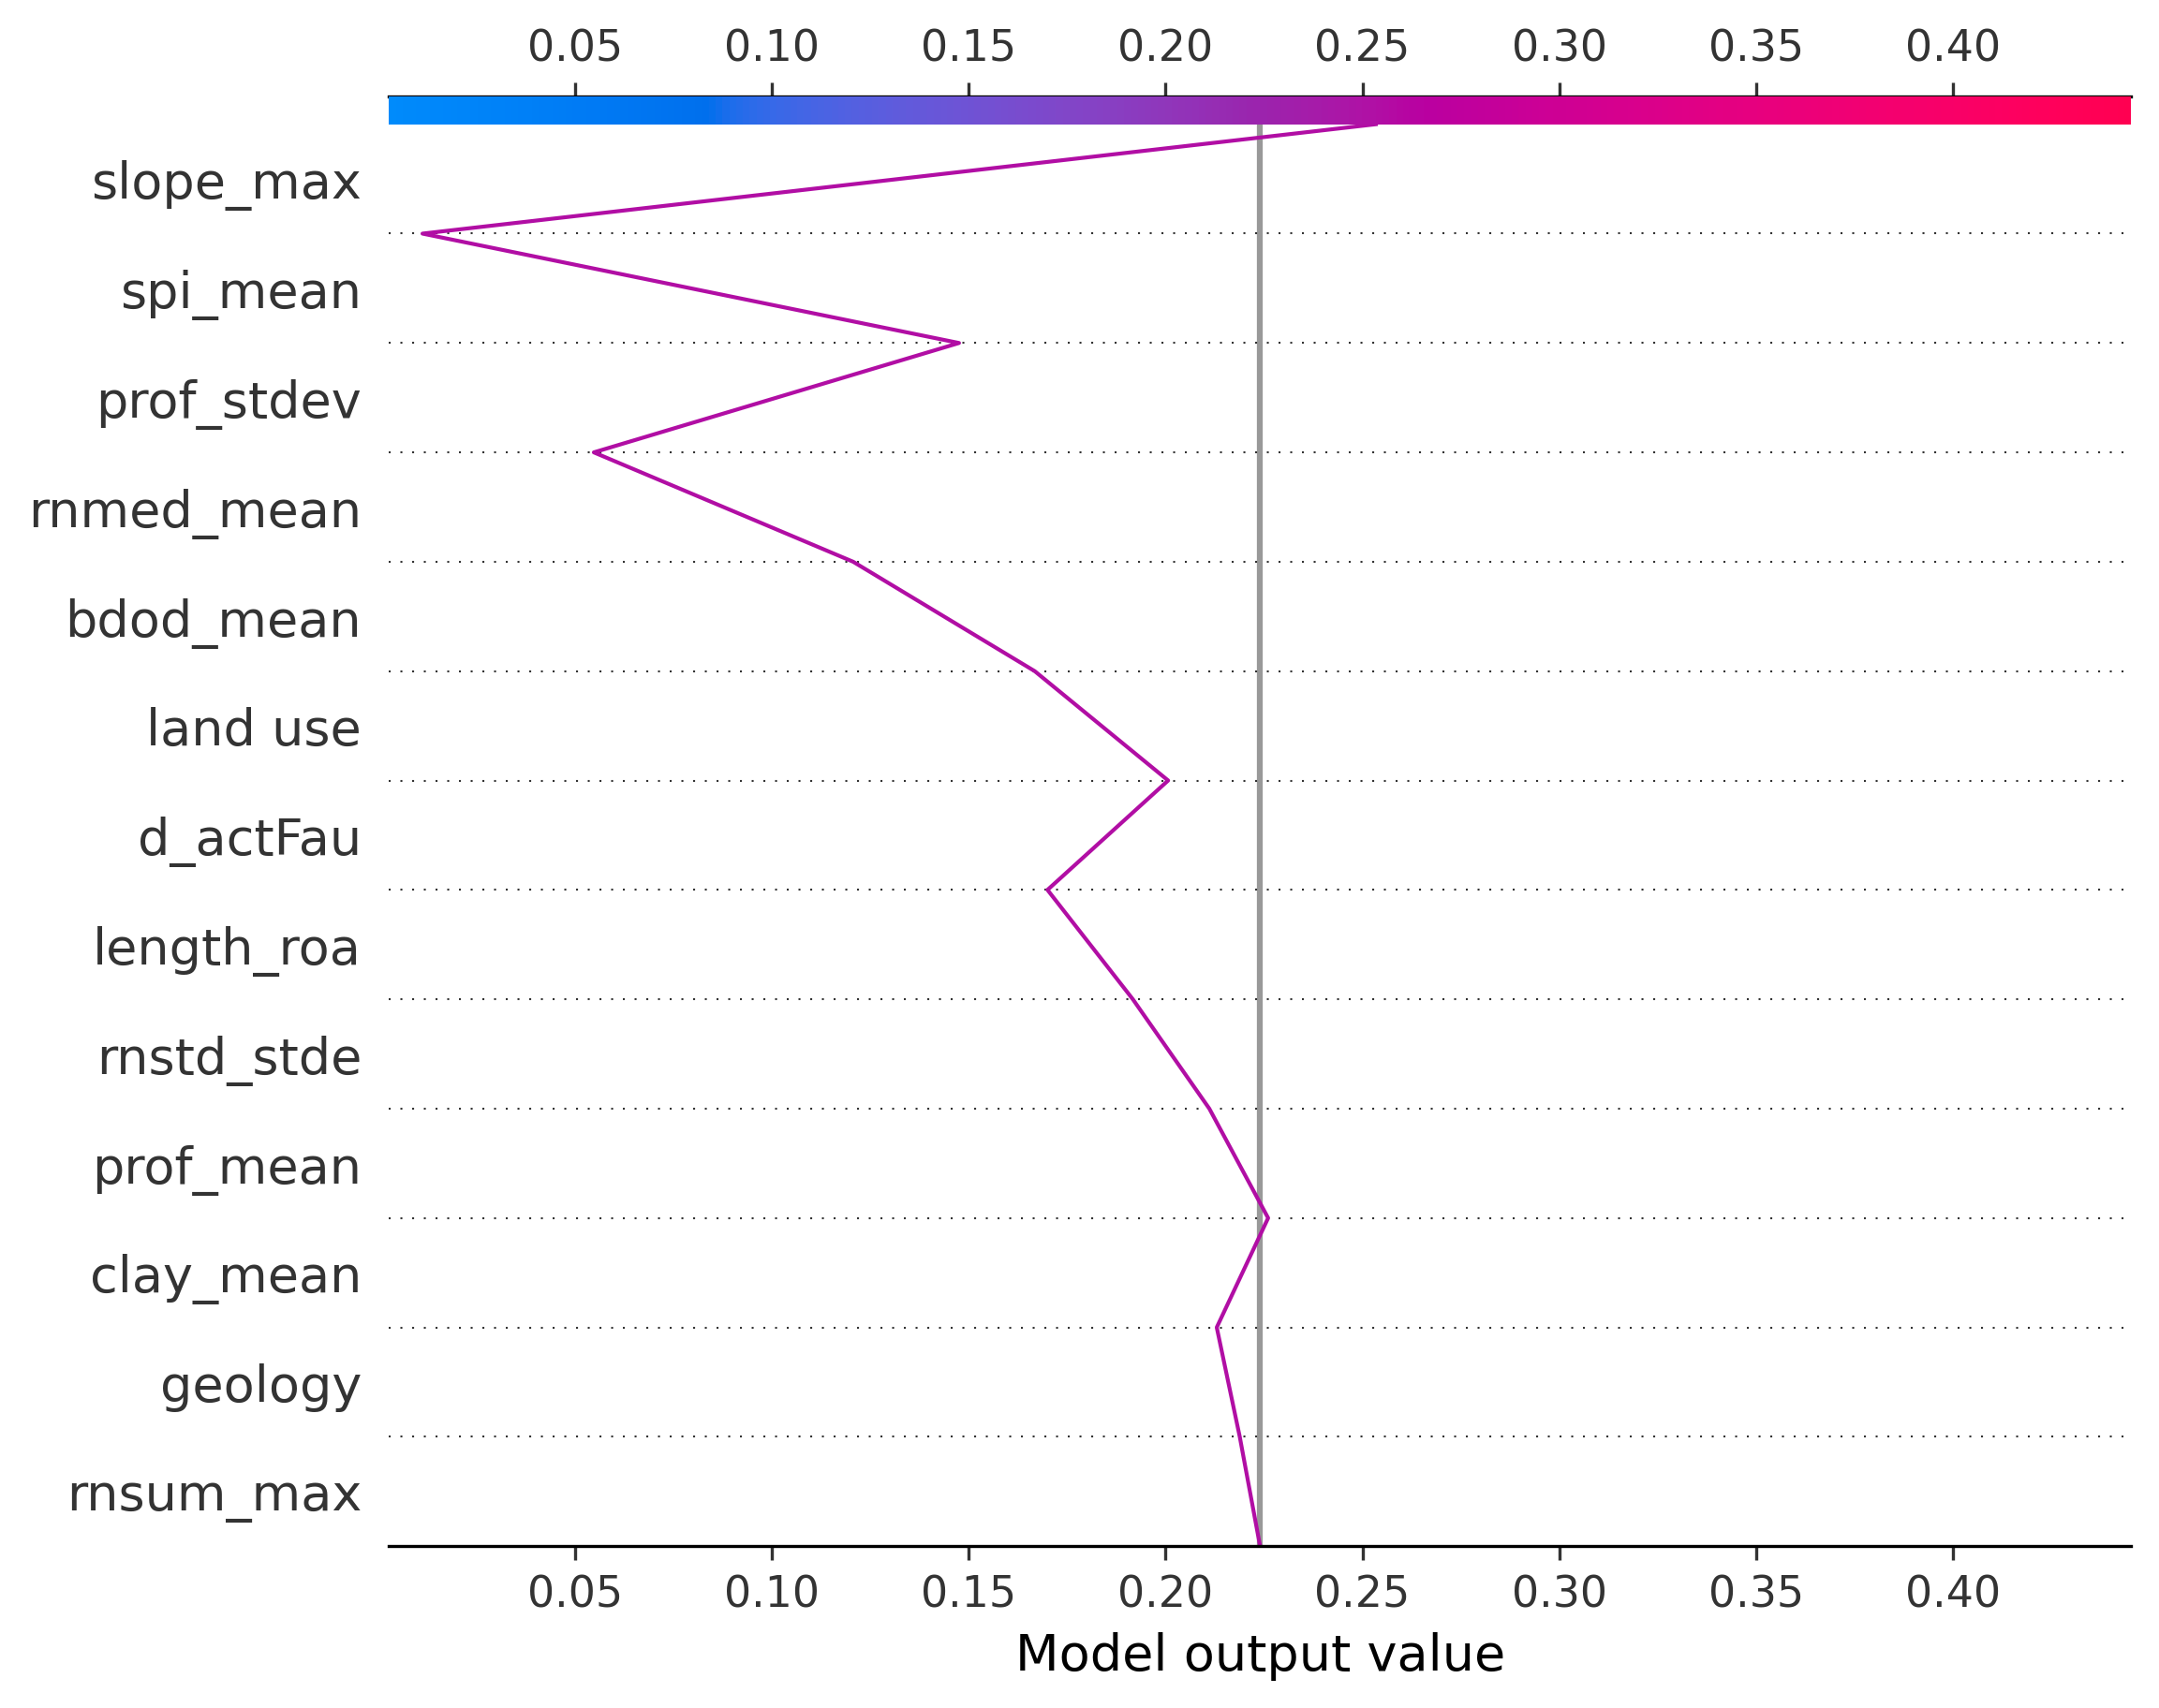 0.05 0.10 0.15 0.20 0.25 0.30 0.35 0.40
slope_max
spi_mean
prof_stdev
rnmed_mean
bdod_mean
land use
d_actFau
length_roa
rnstd_stde
prof_mean
clay_mean
geology
rnsum_max
0.05 0.10 0.15 0.20 0.25 0.30 0.35 0.40
Model output value